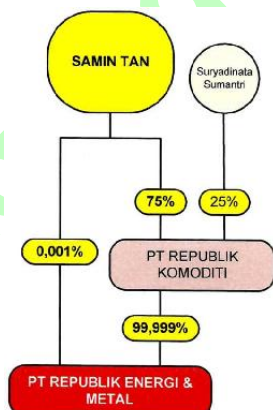 SAMIN TAN
Suryadinata
Sumantri
75%
25%
0,001%
PT REPUBLIK
KOMODITI
99,999%
PT REPUBLIK ENERGI &
METAL